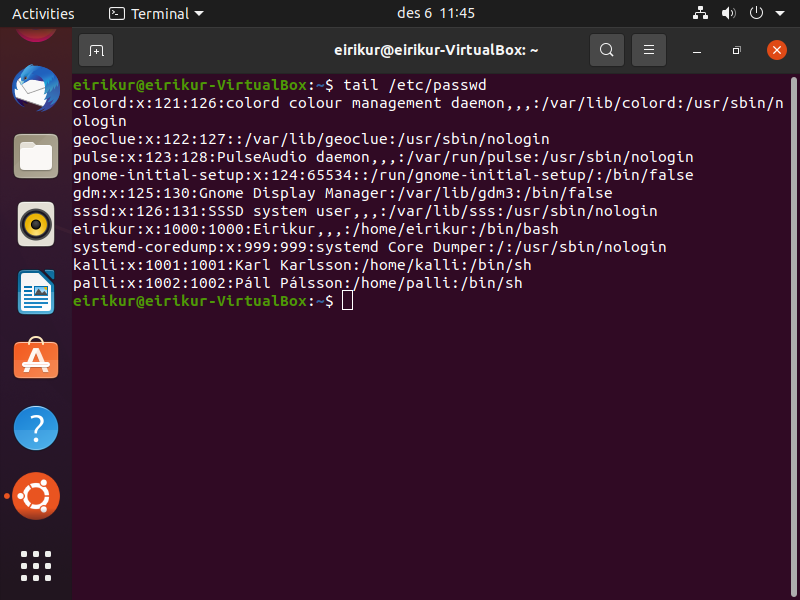 Activities Terminal des 6 11:45
eirikur@eirikur-VirtualBox: ~
eirikur@eirikur-VirtualBox:~$ tail /etc/passwd
colord:x:121:126:colord colour management daemon,,,:/var/lib/colord:/usr/sbin/n
ologin
geoclue:x:122:127::/var/lib/geoclue:/usr/sbin/nologin
pulse:x:123:128:PulseAudio daemon,,,:/var/run/pulse:/usr/sbin/nologin
gnome-initial-setup:x:124:65534::/run/gnome-initial-setup/:/bin/false
gdm:x:125:130:Gnome Display Manager:/var/lib/gdm3:/bin/false
sssd:x:126:131:SSSD system user,,,:/var/lib/sss:/usr/sbin/nologin
eirikur:x:1000:1000:Eirikur,,,:/home/eirikur:/bin/bash
systemd-coredump:x:999:999:systemd Core Dumper:/:/usr/sbin/nologin
kalli:x:1001:1001:Karl Karlsson:/home/kalli:/bin/sh
palli:x:1002:1002:Páll Pálsson:/home/palli:/bin/sh
eirikur@eirikur-VirtualBox:~$